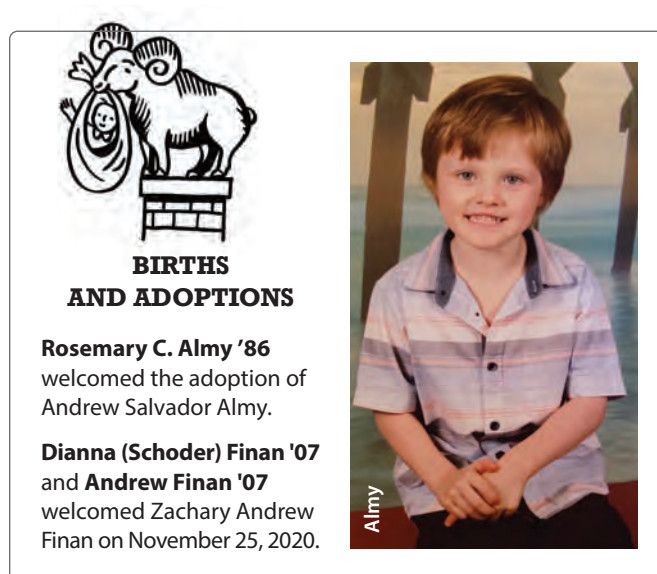 BIRTHS
AND ADOPTIONS
Rosemary C. Almy ’86
welcomed the adoption of
Andrew Salvador Almy.
Dianna (Schoder) Finan '07
and Andrew Finan '07
welcomed Zachary Andrew
Finan on November 25, 2020.
Almy